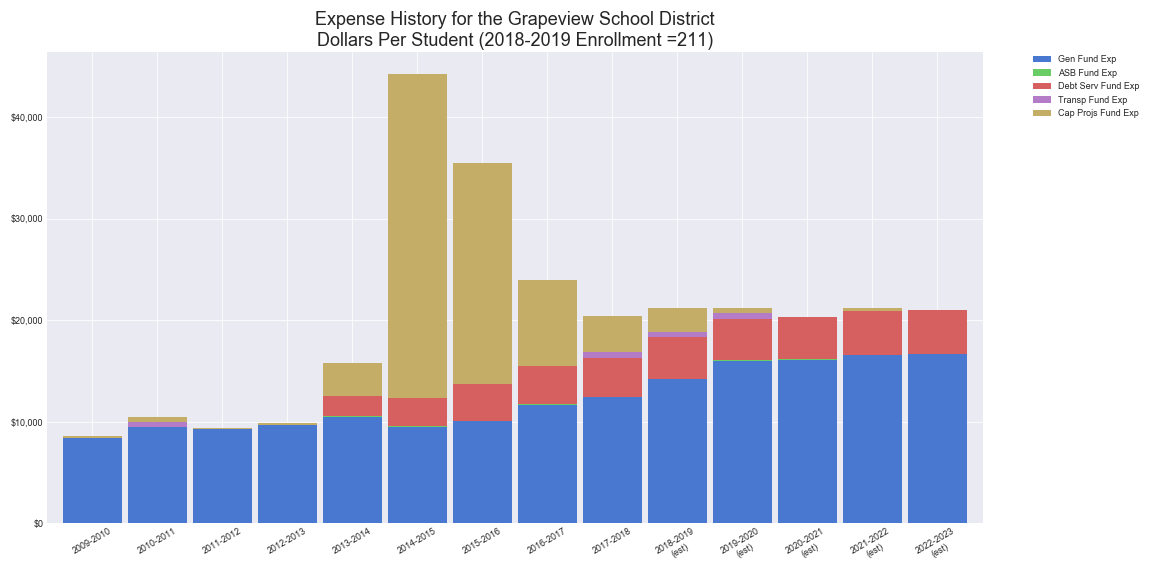 Expense History for the Grapeview School District
Dollars Per Student (2018-2019 Enrollment =211)
Gen Fund Exp
ASB Fund Exp
Debt Serv Fund Exp
Transp Fund Exp
Cap Projs Fund Exp
$40,000
$30,000
$20,000
$10,000
$0
2009-2010
2010-2011
2011-2012
2012-2013
2013-2014
2014-2015
2015-2016
2016-2017
2017-2018
2018-2019
(est)
2019-2020
(est)
2020-2021
(est)
2021-2022
(est)
2022-2023
(est)